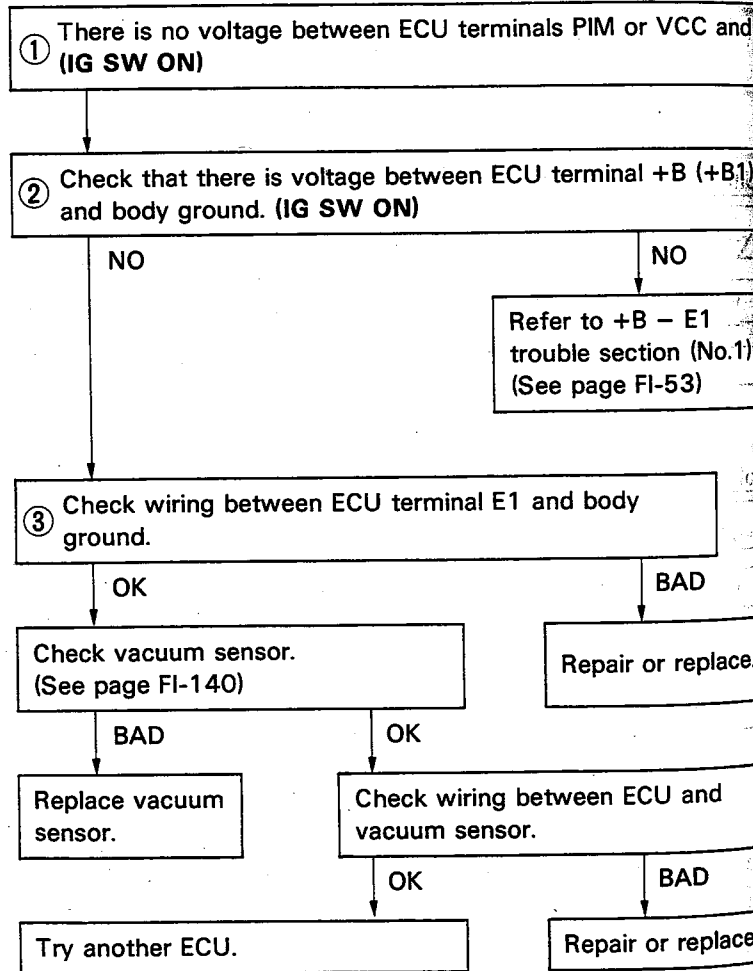 ① There is no voltage between ECU terminals PIM or VCC and
(IG SW ON)
② Check that there is voltage between ECU terminal +B (+B1)
and body ground. (IG SW ON)
NO
NO
Refer to +B – E1
trouble section (No.1)
(See page FI-53)
③ Check wiring between ECU terminal E1 and body
ground.
OK
BAD
Check vacuum sensor.
(See page FI-140)
Repair or replace.
BAD
OK
Replace vacuum
sensor.
Check wiring between ECU and
vacuum sensor.
OK
BAD
Try another ECU.
Repair or replace